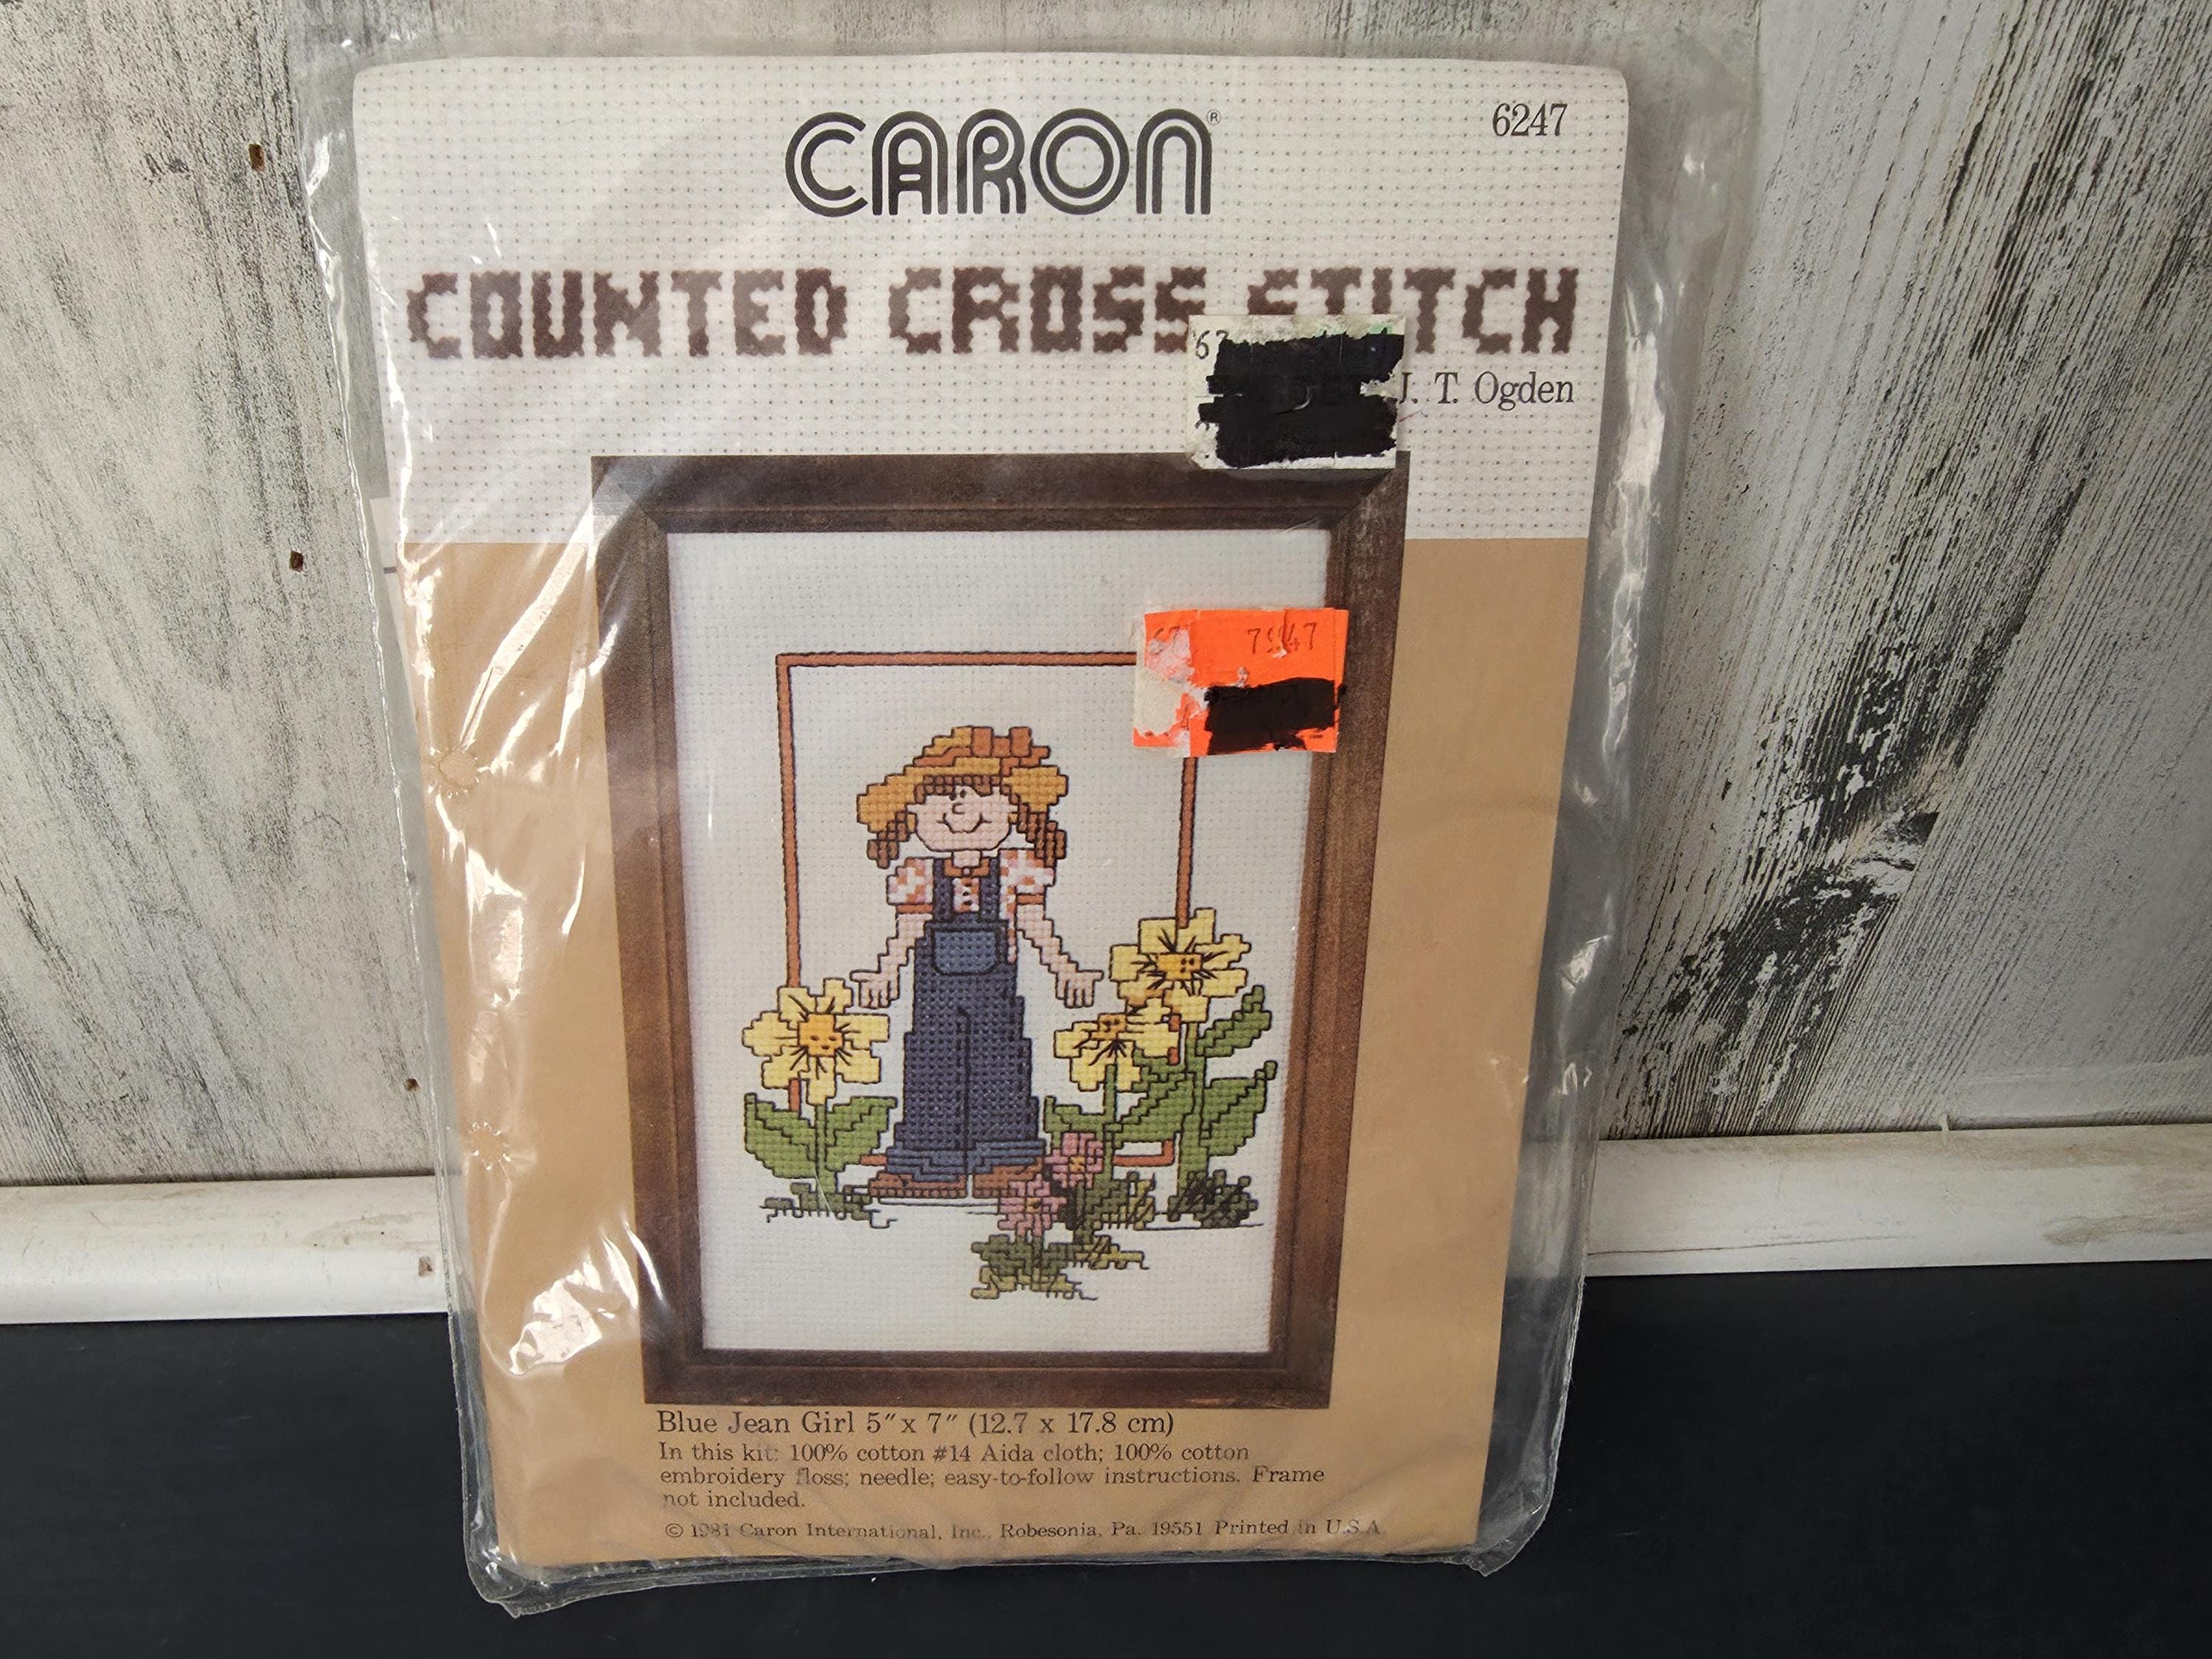 CARON®
6247
COUNTED CROSS STITCH
J. T. Ogden
Blue Jean Girl 5" x 7" (12.7 x 17.8 cm)
In this kit: 100% cotton #14 Aida cloth; 100% cotton
embroidery floss; needle; easy-to-follow instructions. Frame
not included.
© 1981 Caron International, Inc. Robesonia, Pa. 19551 Printed in U.S.A.